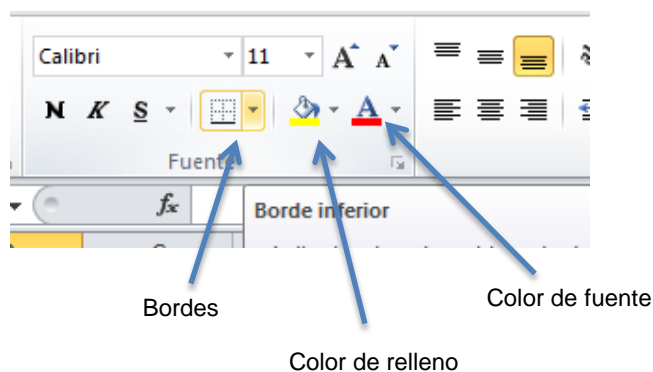 Calibri 11 A A
N K S A
Fuente
fx Borde inferior
Bordes
Color de fuente
Color de relleno